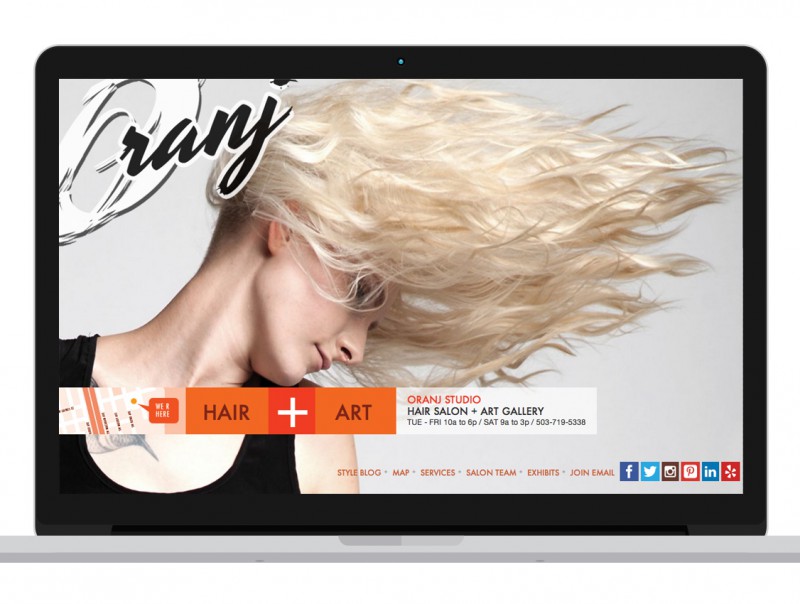 Oranj
WE R
HERE
HAIR + ART
ORANJ STUDIO
HAIR SALON + ART GALLERY
TUE - FRI 10a to 6p / SAT 9a to 3p / 503-719-5338
STYLE BLOG • MAP • SERVICES • SALON TEAM • EXHIBITS • JOIN EMAIL